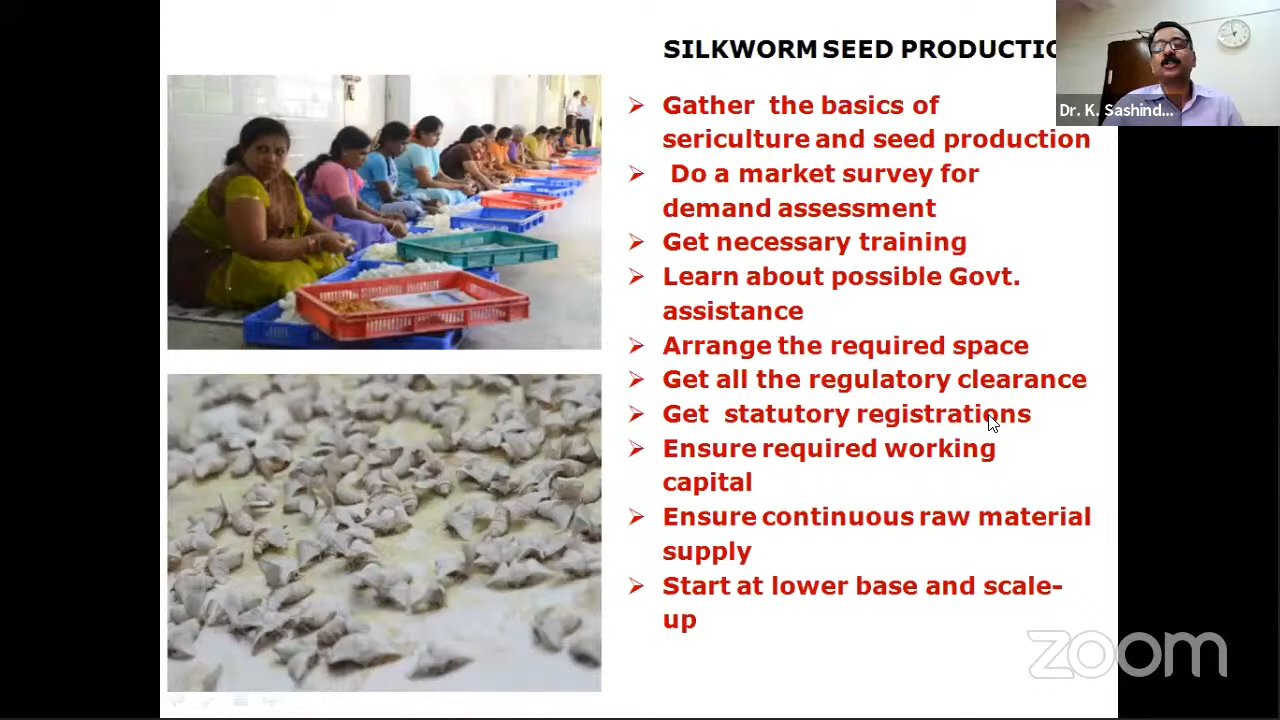 SILKWORM SEED PRODUCTIO
Dr. K. Sashind...
Gather the basics of
sericulture and seed production
Do a market survey for
demand assessment
Get necessary training
Learn about possible Govt.
assistance
Arrange the required space
Get all the regulatory clearance
Get statutory registrations
Ensure required working
capital
Ensure continuous raw material
supply
Start at lower base and scale-
up
zoom